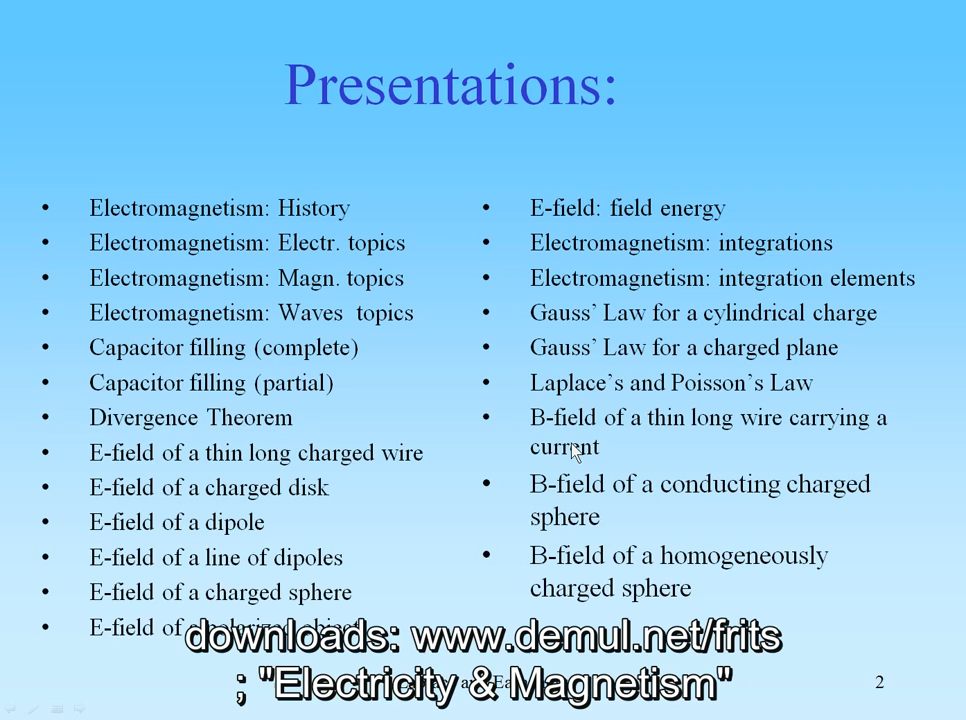 Presentations:
Electromagnetism: History
Electromagnetism: Electr. topics
Electromagnetism: Magn. topics
Electromagnetism: Waves topics
Capacitor filling (complete)
Capacitor filling (partial)
Divergence Theorem
E-field of a thin long charged wire
E-field of a charged disk
E-field of a dipole
E-field of a line of dipoles
E-field of a charged sphere
E-field of a polarized object
E-field: field energy
Electromagnetism: integrations
Electromagnetism: integration elements
Gauss’ Law for a cylindrical charge
Gauss’ Law for a charged plane
Laplace’s and Poisson’s Law
B-field of a thin long wire carrying a
current
B-field of a conducting charged
sphere
B-field of a homogeneously
charged sphere
downloads: www.demul.net/frits
; "Electricity & Magnetism"
2